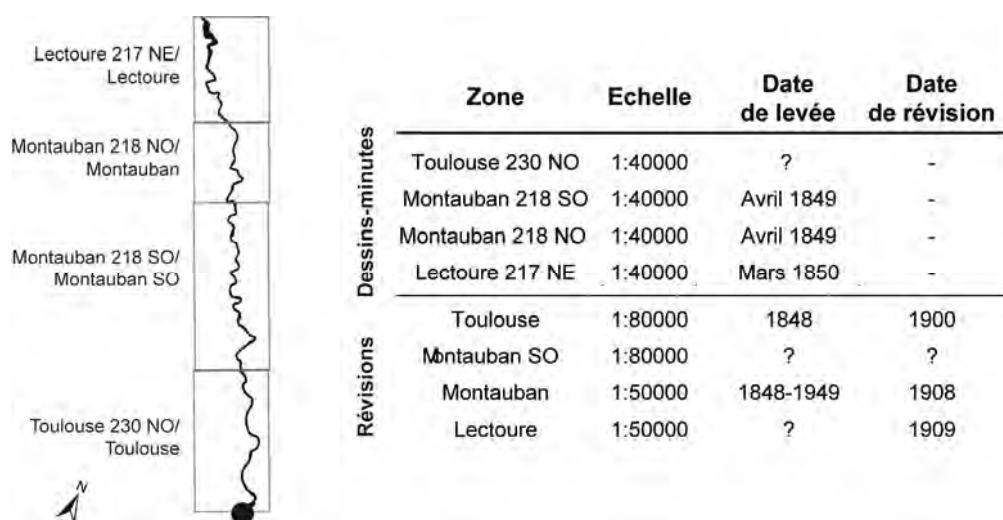 Lectoure 217 NE/
Lectoure
Montauban 218 NO/
Montauban
Montauban 218 SO/
Montauban SO
Toulouse 230 NO/
Toulouse
N
Zone Echelle Date de levée Date de révision
Dessins-minutes
Toulouse 230 NO 1:40000 ? -
Montauban 218 SO 1:40000 Avril 1849 -
Montauban 218 NO 1:40000 Avril 1849 -
Lectoure 217 NE 1:40000 Mars 1850 -
Révisions
Toulouse 1:80000 1848 1900
Montauban SO 1:80000 ? ?
Montauban 1:50000 1848-1949 1908
Lectoure 1:50000 ? 1909